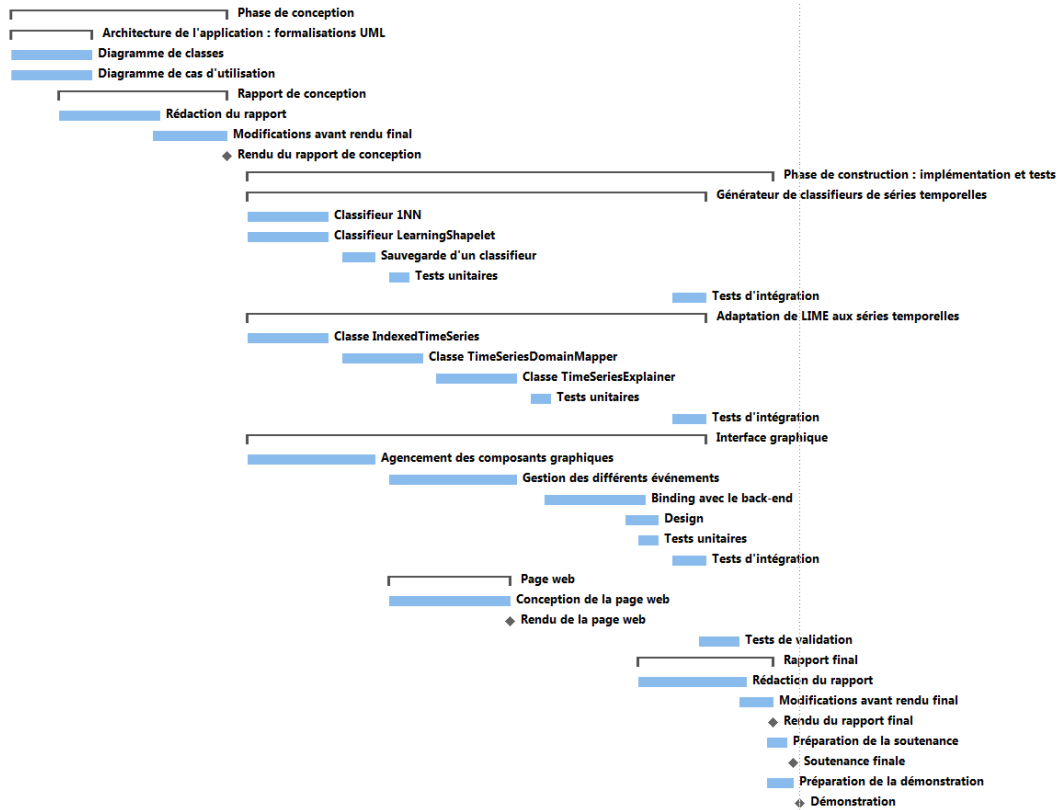 Phase de conception
Architecture de l'application : formalisations UML
Diagramme de classes
Diagramme de cas d'utilisation
Rapport de conception
Rédaction du rapport
Modifications avant rendu final
Rendu du rapport de conception
Phase de construction : implémentation et tests
Générateur de classifieurs de séries temporelles
Classifieur 1NN
Classifieur LearningShapelet
Sauvegarde d'un classifieur
Tests unitaires
Tests d'intégration
Adaptation de LIME aux séries temporelles
Classe IndexedTimeSeries
Classe TimeSeriesDomainMapper
Classe TimeSeriesExplainer
Tests unitaires
Tests d'intégration
Interface graphique
Agencement des composants graphiques
Gestion des différents événements
Binding avec le back-end
Design
Tests unitaires
Tests d'intégration
Page web
Conception de la page web
Rendu de la page web
Tests de validation
Rapport final
Rédaction du rapport
Modifications avant rendu final
Rendu du rapport final
Préparation de la soutenance
Soutenance finale
Préparation de la démonstration
Démonstration